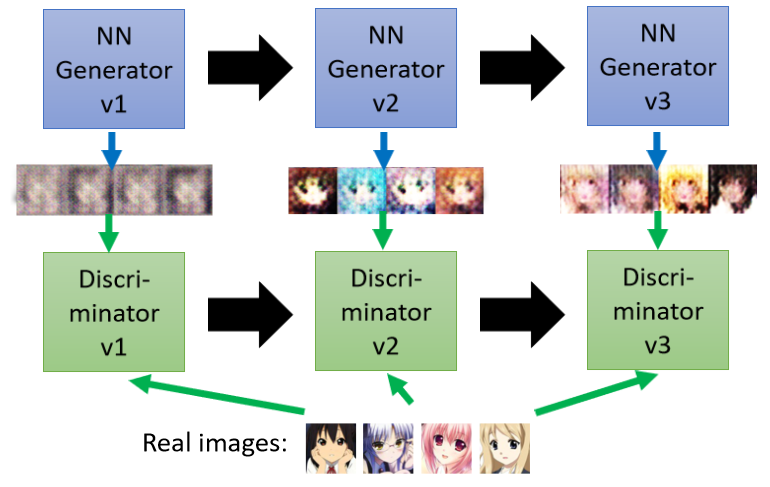 NN
Generator
v1
NN
Generator
v2
NN
Generator
v3
Discri-
minator
v1
Discri-
minator
v2
Discri-
minator
v3
Real images: